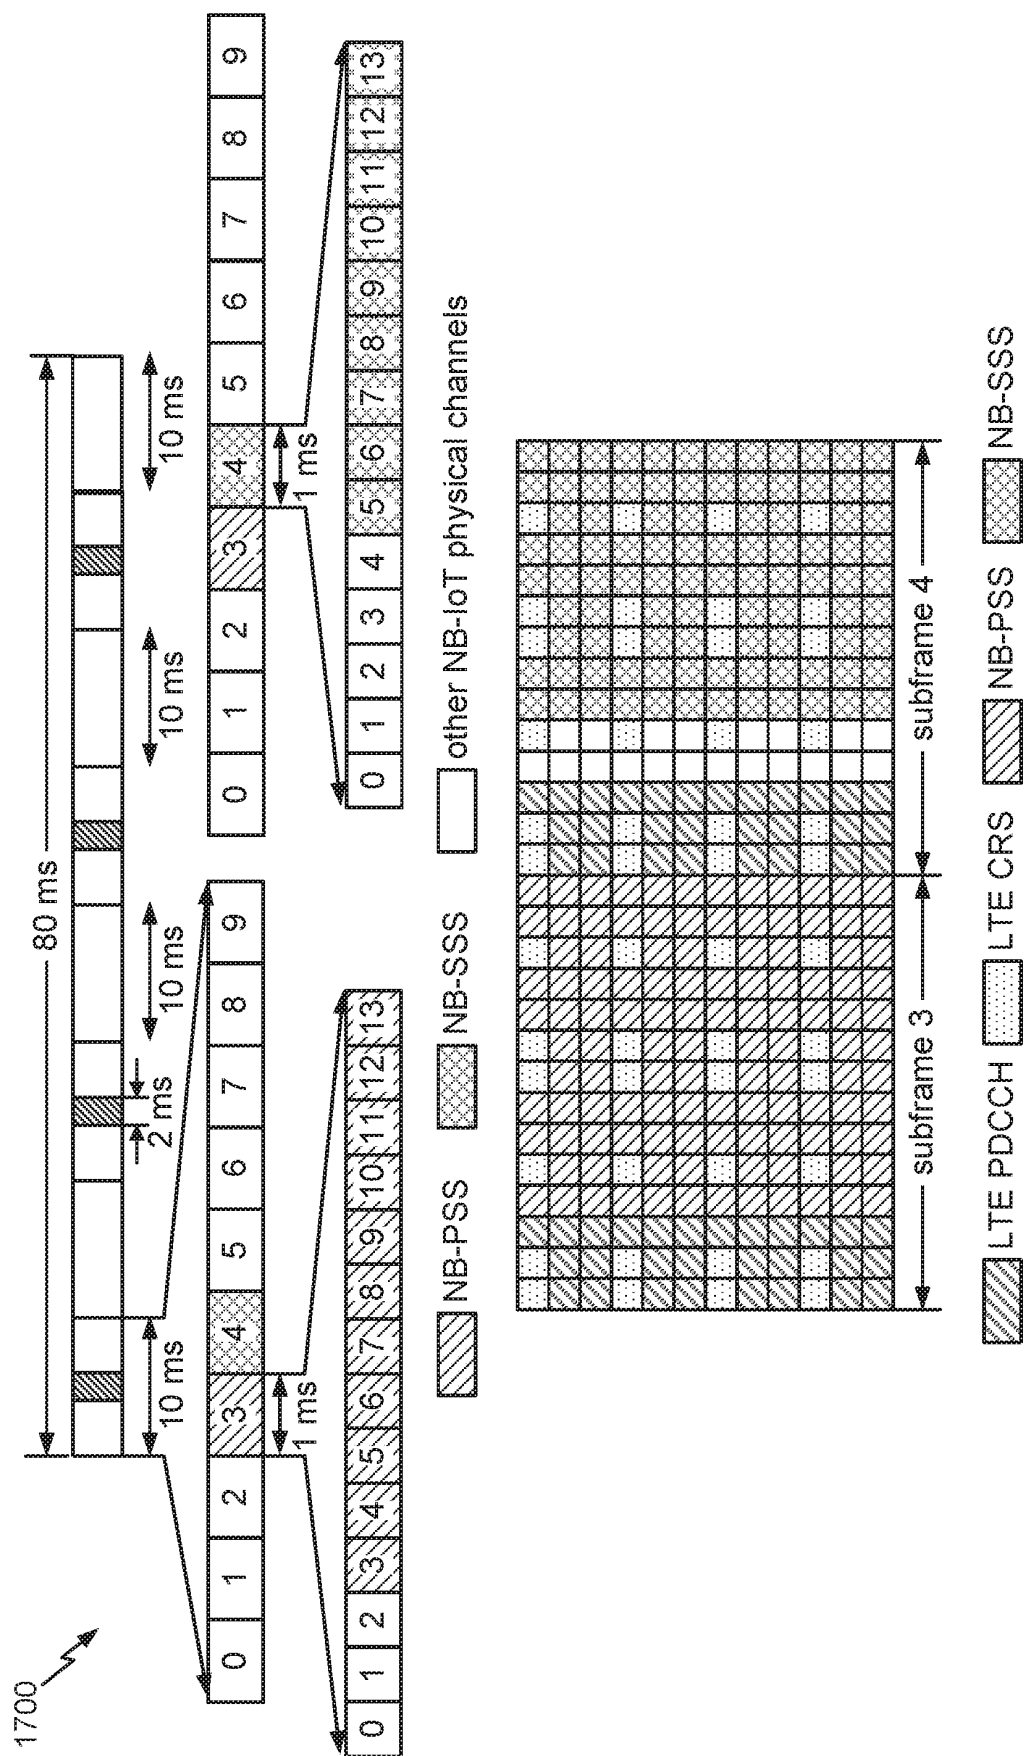 1700
80 ms
10 ms
2 ms
10 ms
10 ms
10 ms
0 1 2 3 4 5 6 7 8 9
0 1 2 3 4 5 6 7 8 9
1 ms
1 ms
0 1 2 3 4 5 6 7 8 9 10 11 12 13
0 1 2 3 4 5 6 7 8 9 10 11 12 13
NB-PSS
NB-SSS
other NB-IoT physical channels
subframe 3
subframe 4
LTE PDCCH
LTE CRS
NB-PSS
NB-SSS